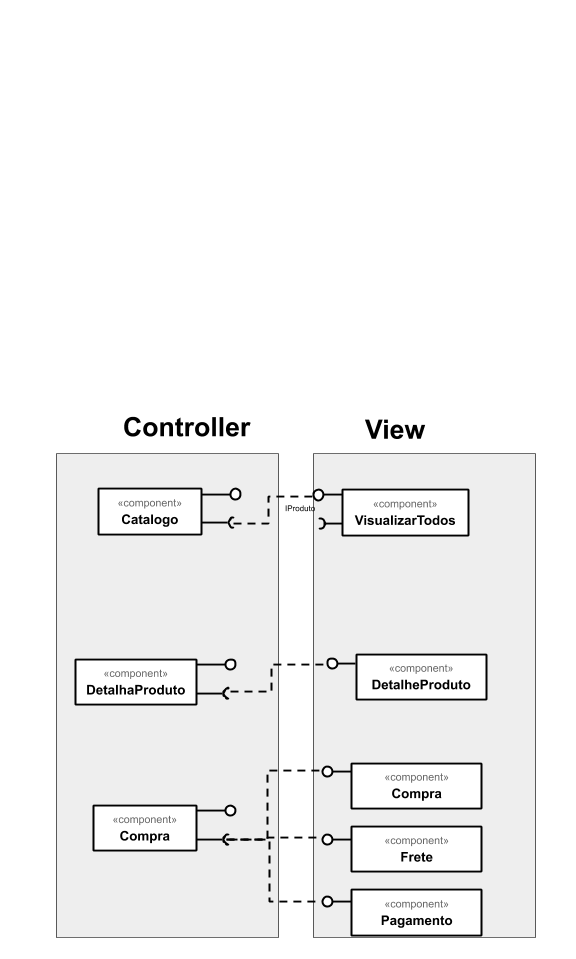 Controller
View
«component»
Catalogo
IProduto
«component»
VisualizarTodos
«component»
DetalhaProduto
«component»
DetalheProduto
«component»
Compra
«component»
Compra
«component»
Frete
«component»
Pagamento